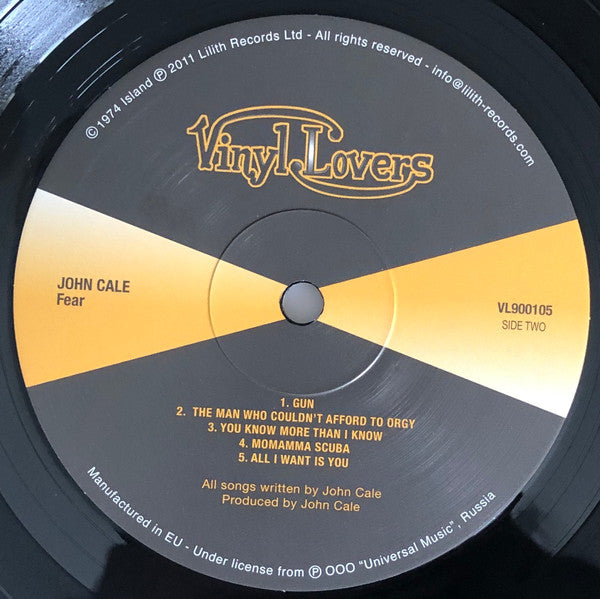 © 1974 Island ℗ 2011 Lilith Records Ltd - All rights reserved - info@lilith-records.com
Vinyl Lovers
JOHN CALE
Fear
VL900105
SIDE TWO
1. GUN
2. THE MAN WHO COULDN'T AFFORD TO ORGY
3. YOU KNOW MORE THAN I KNOW
4. MOMAMMA SCUBA
5. ALL I WANT IS YOU
All songs written by John Cale
Produced by John Cale
Manufactured in EU - Under license from ℗ OOO "Universal Music", Russia